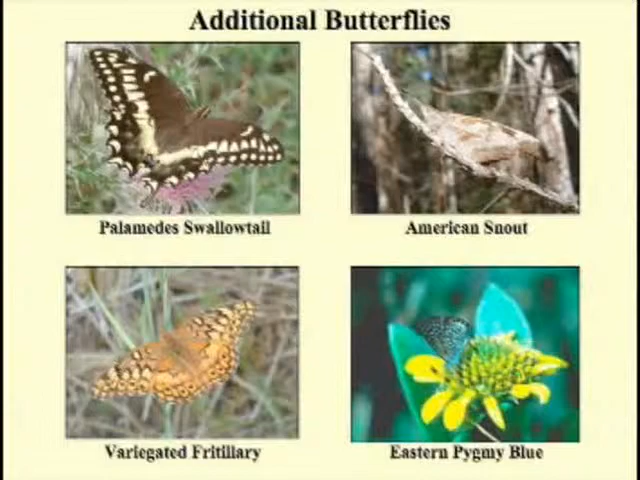 Additional Butterflies
Palamedes Swallowtail
American Snout
Variegated Fritillary
Eastern Pygmy Blue